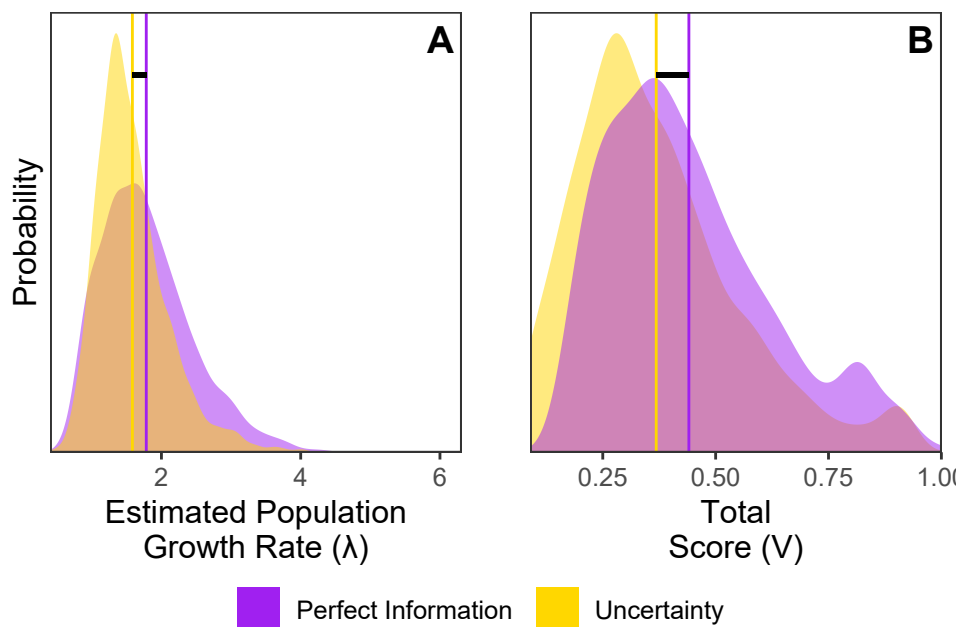 A
B
Probability
2
4
6
0.25
0.50
0.75
1.00
Estimated Population
Growth Rate (λ)
Total
Score (V)
Perfect Information
Uncertainty